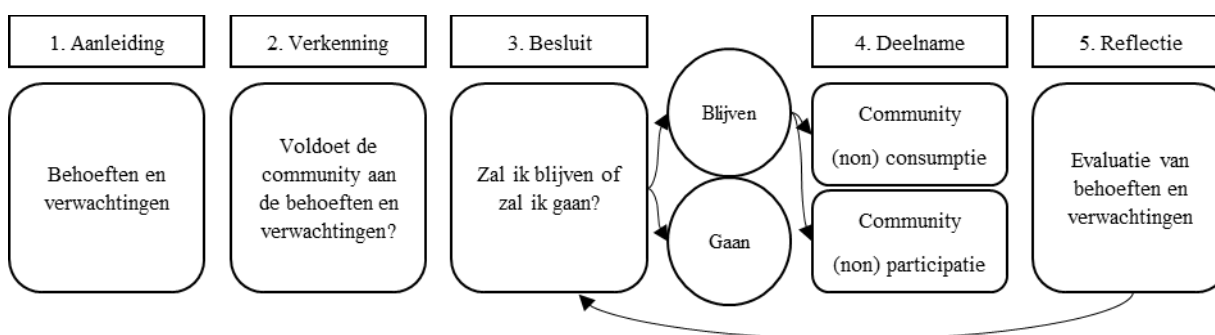 1. Aanleiding
2. Verkenning
3. Besluit
4. Deelname
5. Reflectie
Behoeften en
verwachtingen
Voldoet de
community aan
de behoeften en
verwachtingen?
Zal ik blijven of
zal ik gaan?
Blijven
Gaan
Community
(non) consumptie
Community
(non) participatie
Evaluatie van
behoeften en
verwachtingen